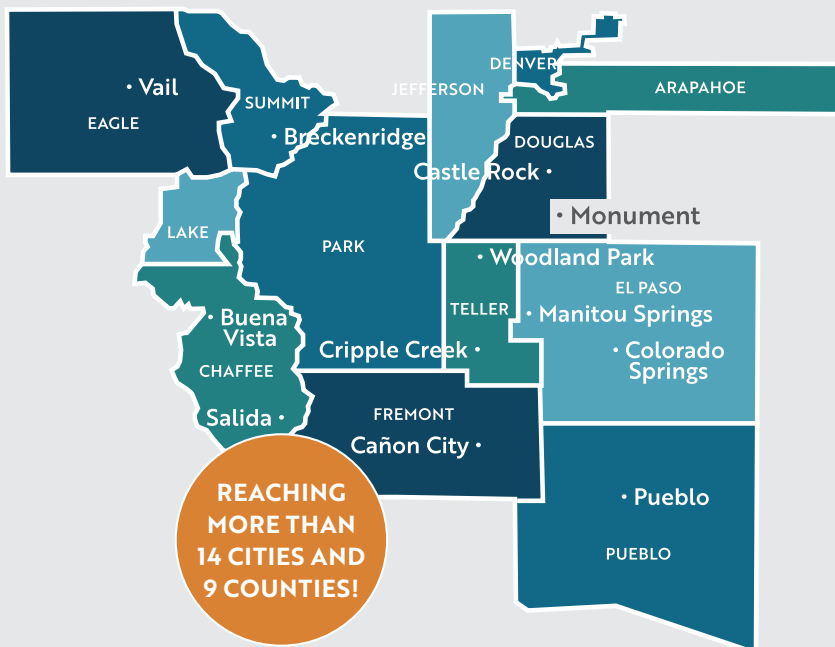 DENVER
JEFFERSON
ARAPAHOE
• Vail
SUMMIT
EAGLE
• Breckenridge
DOUGLAS
Castle Rock •
• Monument
LAKE
PARK
• Woodland Park
EL PASO
TELLER
• Manitou Springs
• Buena
Vista
Cripple Creek •
• Colorado
Springs
CHAFFEE
Salida •
FREMONT
Cañon City •
REACHING
MORE THAN
14 CITIES AND
9 COUNTIES!
• Pueblo
PUEBLO